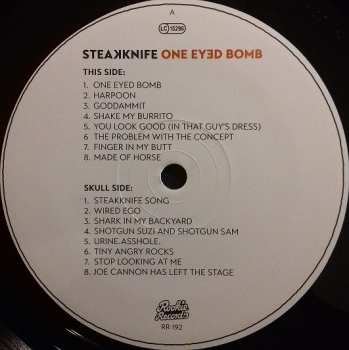 A
LC 15296
STEAKKNIFE ONE EYED BOMB
THIS SIDE:
1. ONE EYED BOMB
2. HARPOON
3. GODDAMMIT
4. SHAKE MY BURRITO
5. YOU LOOK GOOD (IN THAT GUY'S DRESS)
6. THE PROBLEM WITH THE CONCEPT
7. FINGER IN MY BUTT
8. MADE OF HORSE
SKULL SIDE:
1. STEAKKNIFE SONG
2. WIRED EGO
3. SHARK IN MY BACKYARD
4. SHOTGUN SUZI AND SHOTGUN SAM
5. URINE.ASSHOLE.
6. TINY ANGRY ROCKS
7. STOP LOOKING AT ME
8. JOE CANNON HAS LEFT THE STAGE
Rookie
Records
RR 192